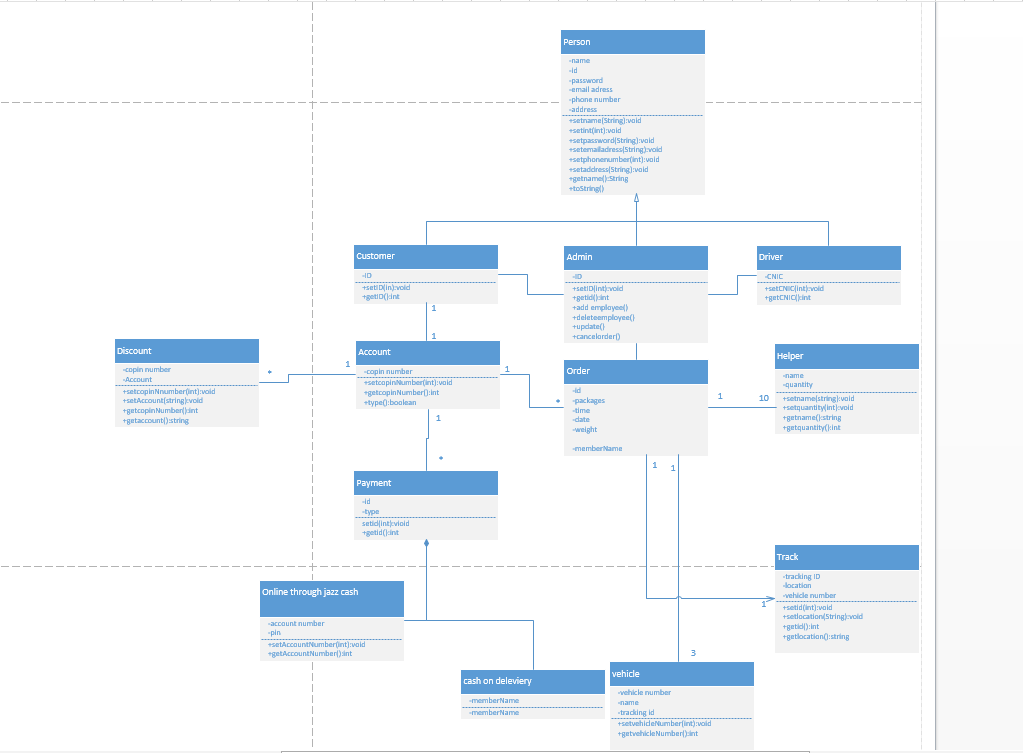 Person
-name
-id
-password
-email adress
-phone number
-address
+setname(String):void
+setint(int):void
+setpassword(String):void
+setemailadress(String):void
+setphonenumber(int):void
+setaddress(String):void
+getname():String
+toString()
Customer
-ID
+setID(in):void
+getID():int
Admin
-ID
+setID(int):void
+getid():int
+add employee()
+deleteemployee()
+update()
+cancelorder()
Driver
-CNIC
+setCNIC(int):void
+getCNIC():int
1
1
Discount
-copin number
-Account
+setcopinNnumber(int):void
+setAccount(string):void
+getcopinNumber():int
+getaccount():string
*
1
Account
-copin number
+setcopinNumber(int):void
+getcopinNumber():int
+type():boolean
1
*
Order
-id
-packages
-time
-date
-weight
-memberName
1
10
Helper
-name
-quantity
+setname(string):void
+setquantity(int):void
+getname():string
+getquantity():int
1
*
Payment
-id
-type
setid(int):vioid
+getid():int
1
1
Track
-tracking ID
-location
-vehicle number
+setid(int):void
+setlocation(String):void
+getid():int
+getlocation():string
1
3
Online through jazz cash
-account number
-pin
+setAccountNumber(int):void
+getAccountNumber():int
cash on deleviery
-memberName
-memberName
vehicle
-vehicle number
-name
-tracking id
+setvehicleNumber(int):void
+getvehicleNumber():int